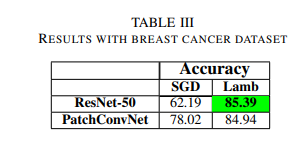 TABLE III
RESULTS WITH BREAST CANCER DATASET
Accuracy
SGD Lamb
ResNet-50 62.19 85.39
PatchConvNet 78.02 84.94